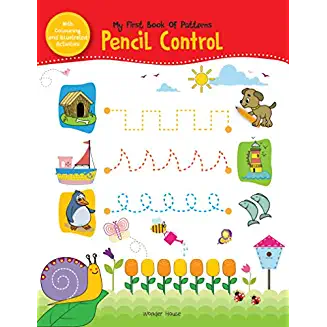 With
Colouring
and Illustrated
Activities
My First Book Of Patterns
Pencil Control
Wonder House